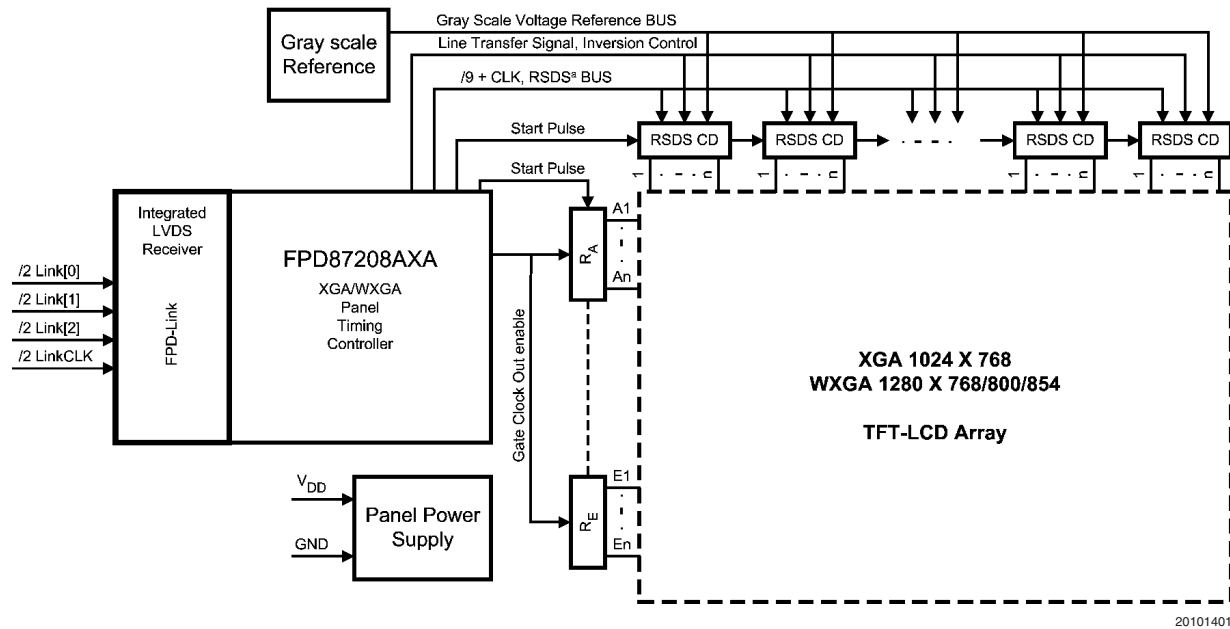 Gray scale
Reference
Gray Scale Voltage Reference BUS
Line Transfer Signal, Inversion Control
/9 + CLK, RSDSª BUS
Start Pulse
Start Pulse
RSDS CD
RSDS CD
- - - -
RSDS CD
RSDS CD
1 - - - n
1 - - - n
1 - - - n
1 - - - n
Integrated
LVDS
Receiver
FPD-Link
FPD87208AXA
XGA/WXGA
Panel
Timing
Controller
/2 Link[0]
/2 Link[1]
/2 Link[2]
/2 LinkCLK
Gate Clock Out enable
RA
A1
An
RE
E1
En
XGA 1024 X 768
WXGA 1280 X 768/800/854
TFT-LCD Array
VDD
GND
Panel Power
Supply
20101401